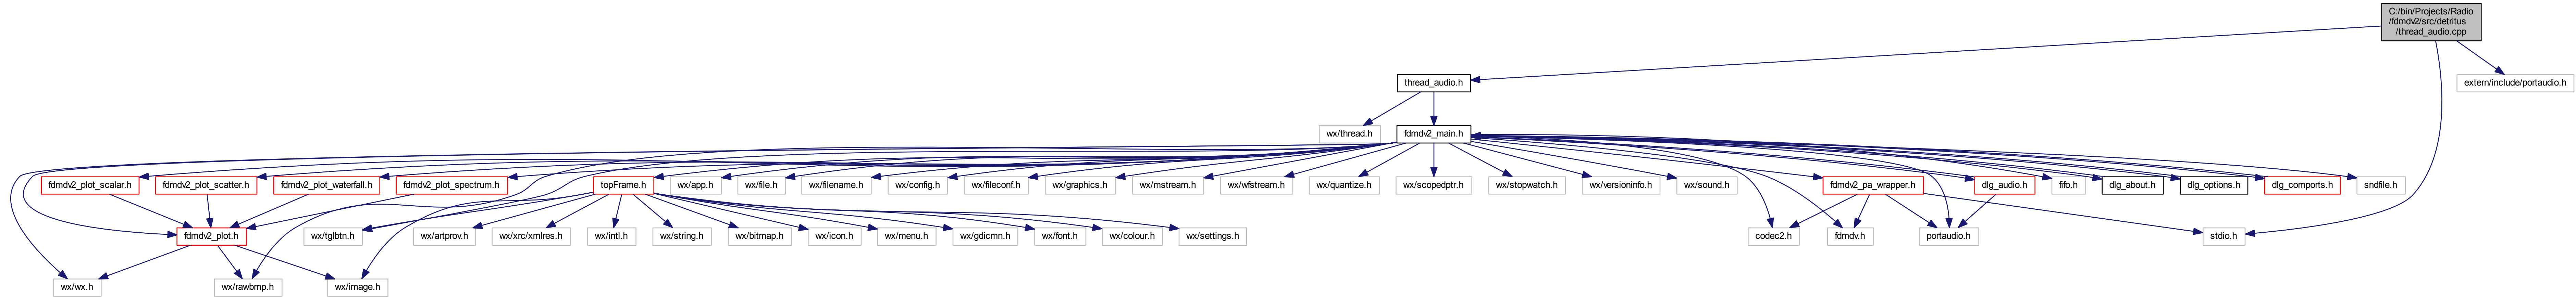 C:/bin/Projects/Radio
/fdmdv2/src/detritus
/thread_audio.cpp
thread_audio.h
extern/include/portaudio.h
wx/thread.h
fdmdv2_main.h
fdmdv2_plot_scalar.h
fdmdv2_plot_scatter.h
fdmdv2_plot_waterfall.h
fdmdv2_plot_spectrum.h
topFrame.h
wx/app.h
wx/file.h
wx/filename.h
wx/config.h
wx/fileconf.h
wx/graphics.h
wx/mstream.h
wx/wfstream.h
wx/quantize.h
wx/scopedptr.h
wx/stopwatch.h
wx/versioninfo.h
wx/sound.h
fdmdv2_pa_wrapper.h
dlg_audio.h
fifo.h
dlg_about.h
dlg_options.h
dlg_comports.h
sndfile.h
fdmdv2_plot.h
wx/tglbtn.h
wx/artprov.h
wx/xrc/xmlres.h
wx/intl.h
wx/string.h
wx/bitmap.h
wx/icon.h
wx/menu.h
wx/gdicmn.h
wx/font.h
wx/colour.h
wx/settings.h
codec2.h
fdmdv.h
portaudio.h
stdio.h
wx/wx.h
wx/rawbmp.h
wx/image.h